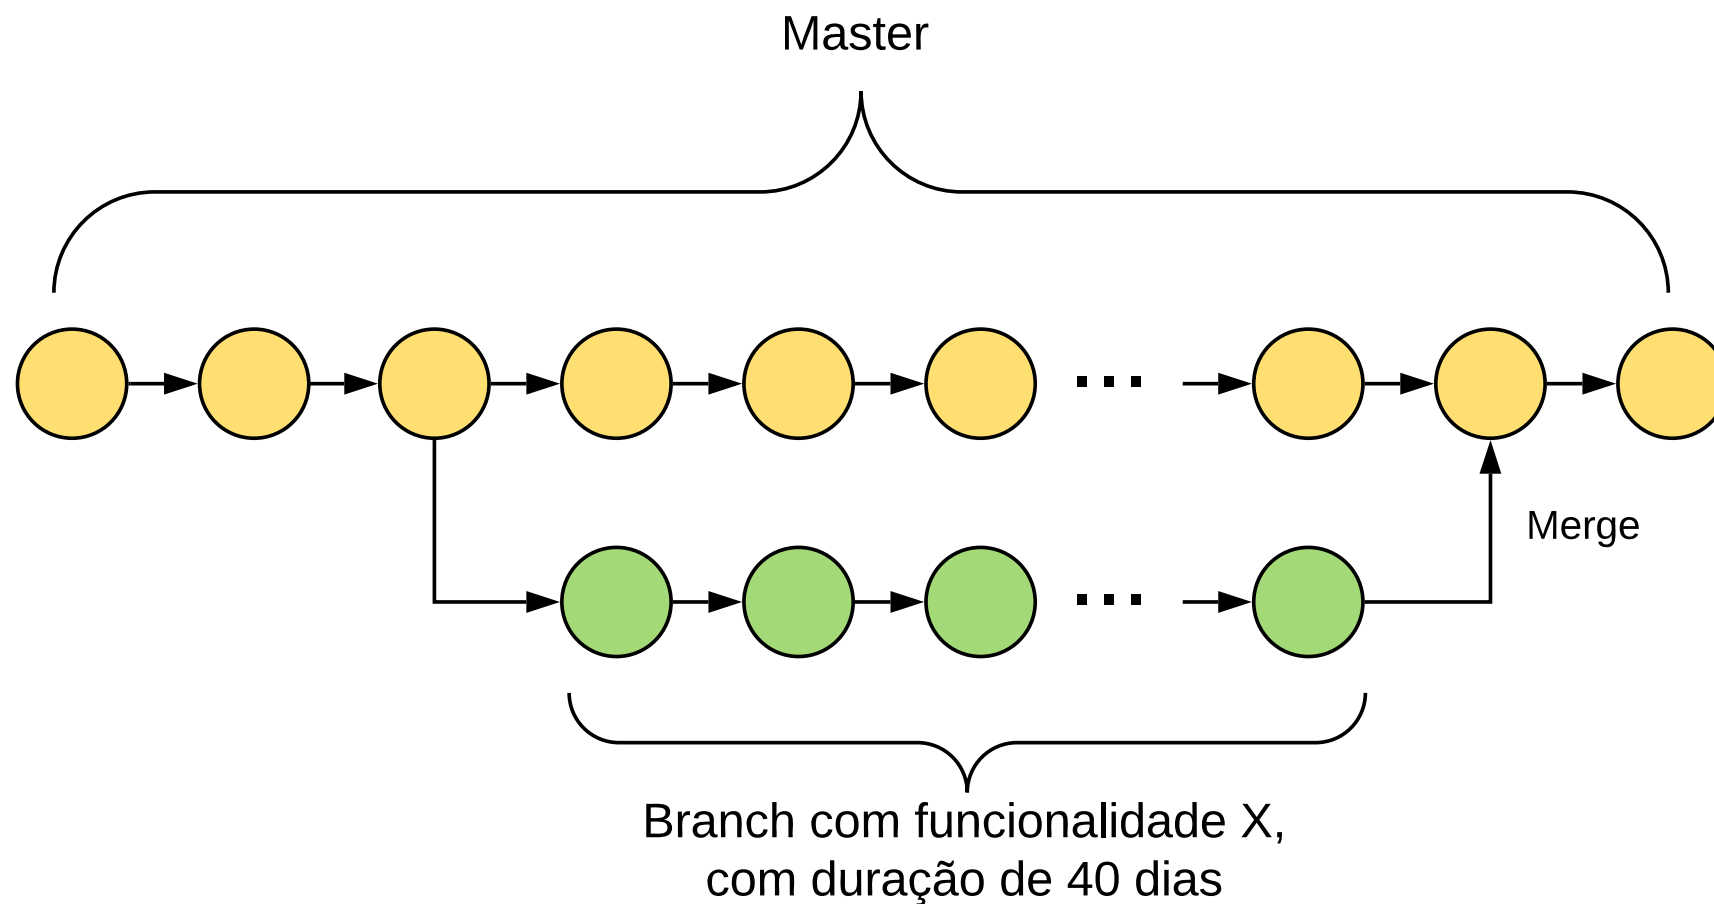 Master
Merge
Branch com funcionalidade X,
com duração de 40 dias